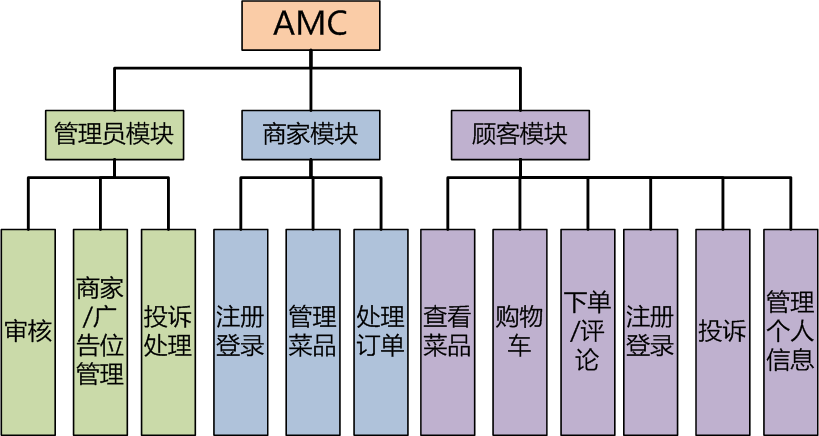 AMC
管理员模块
商家模块
顾客模块
审核
商家
/广
告位
管理
投诉
处理
注册
登录
管理
菜品
处理
订单
查看
菜品
购物
车
下单
/评
论
注册
登录
投诉
管理
个人
信息